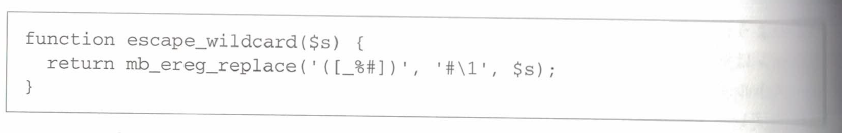 function escape_wildcard($s) {
  return mb_ereg_replace('([_%#])', '#\1', $s);
}